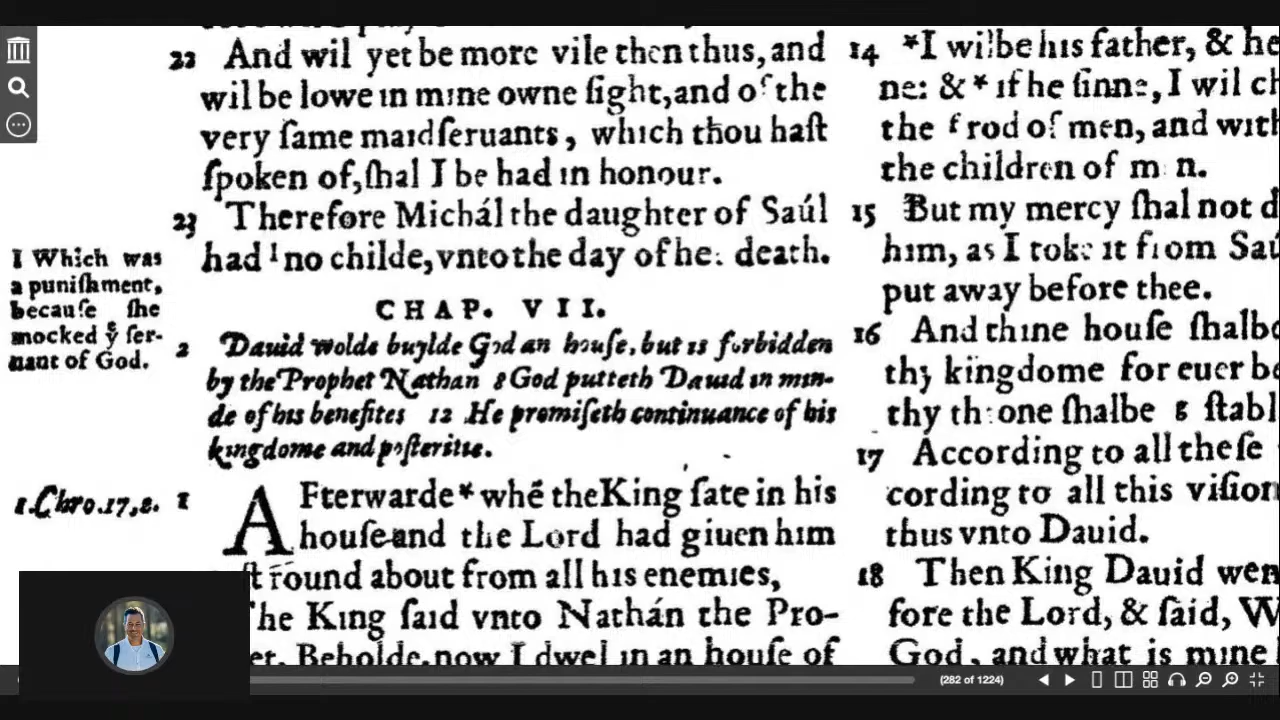 22 And wil yet be more vile then thus, and
wil be lowe in mine owne ſight, and of the
very ſame maidſeruants, which thou haſt
ſpoken of, ſhal I be had in honour.
23 Therefore Michál the daughter of Saúl
had l no childe, vnto the day of her death.
I Which was
a puniſhment,
becauſe ſhe
mocked yͤ ſer-
uant of God.
CHAP. VII.
2 Dauid wolde buylde God an houſe, but is forbidden
by the Prophet Nathan 8 God putteth Dauid in min-
de of his benefites 12 He promiſeth continuance of his
kingdome and poſteritie.
1.Chro.17,2.
1 AFterwarde * whē the King ſate in his
houſe and the Lord had giuen him
round about from all his enemies,
The King ſaid vnto Nathán the Pro-
Beholde, now I dwel in an houſe of
14 *I wilbe his father, & he
ne: & * if he ſinne, I wil ch
the f rod of men, and with
the children of men.
15 But my mercy ſhal not d
him, as I toke it from Saú
put away before thee.
16 And thine houſe ſhalbe
thy kingdome for euer be
thy throne ſhalbe g ſtabl
17 According to all theſe
cording to all this viſion
thus vnto Dauid.
18 Then King Dauid wen
fore the Lord, & ſaid, W
God, and what is mine
(282 of 1224)